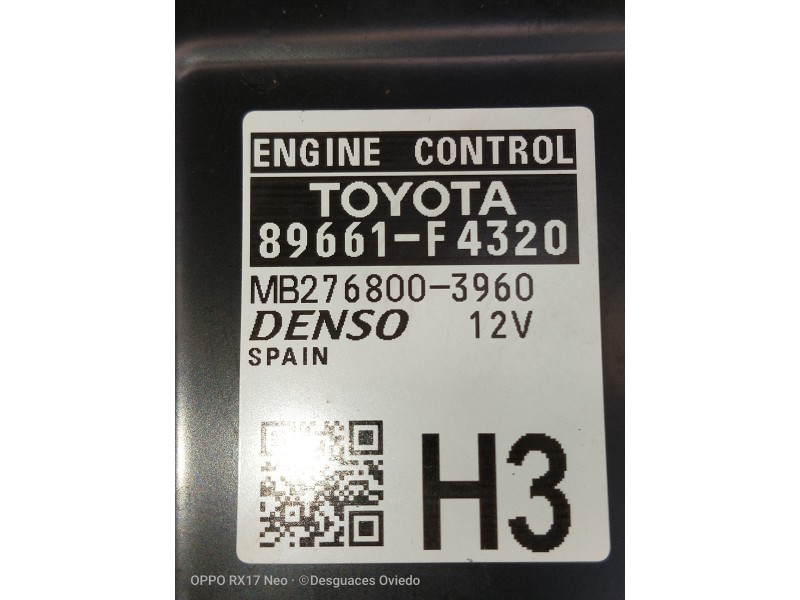 ENGINE CONTROL
TOYOTA
89661-F4320
MB276800-3960
DENSO 12V
SPAIN
H3
OPPO RX17 Neo · ©Desguaces Oviedo